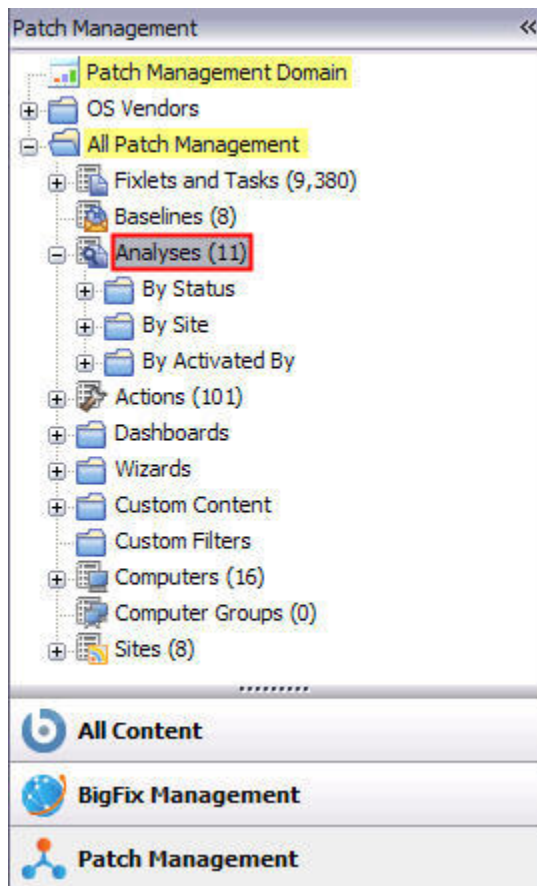 Patch Management «
Patch Management Domain
OS Vendors
All Patch Management
Fixlets and Tasks (9,380)
Baselines (8)
Analyses (11)
By Status
By Site
By Activated By
Actions (101)
Dashboards
Wizards
Custom Content
Custom Filters
Computers (16)
Computer Groups (0)
Sites (8)
All Content
BigFix Management
Patch Management